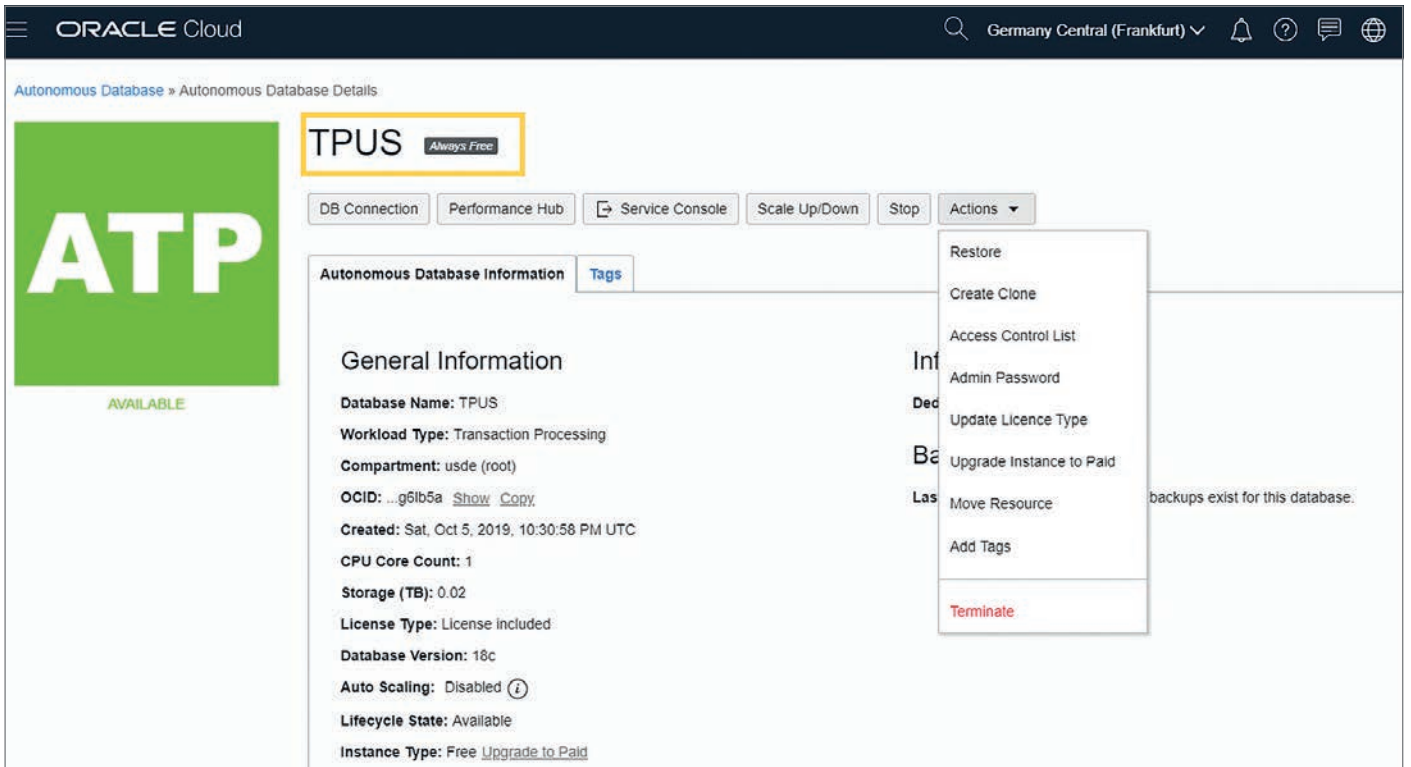 ORACLE Cloud
Germany Central (Frankfurt)
Autonomous Database » Autonomous Database Details
ATP
AVAILABLE
TPUS Always Free
DB Connection Performance Hub Service Console Scale Up/Down Stop Actions
Autonomous Database Information Tags
General Information
Database Name: TPUS
Workload Type: Transaction Processing
Compartment: usde (root)
OCID: ...g6lb5a Show Copy
Created: Sat, Oct 5, 2019, 10:30:58 PM UTC
CPU Core Count: 1
Storage (TB): 0.02
License Type: License included
Database Version: 18c
Auto Scaling: Disabled
Lifecycle State: Available
Instance Type: Free Upgrade to Paid
Restore
Create Clone
Access Control List
Admin Password
Update Licence Type
Upgrade Instance to Paid
Move Resource
Add Tags
Terminate
backups exist for this database.